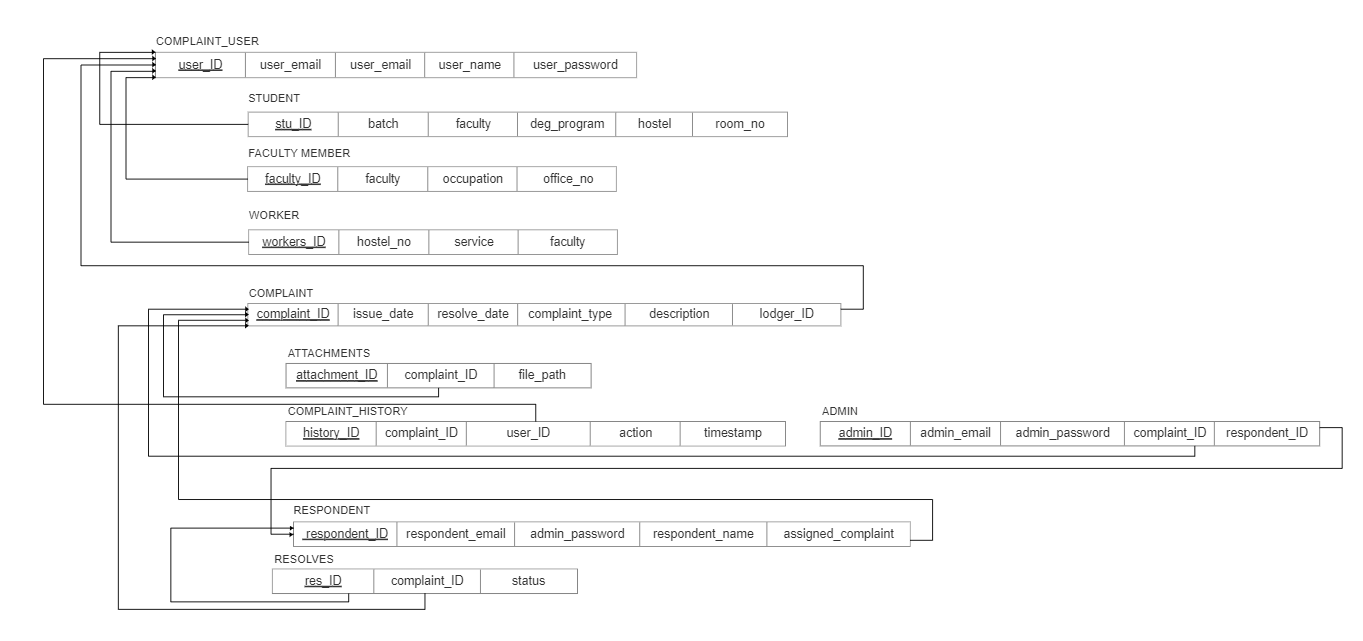 COMPLAINT_USER
user_ID user_email user_email user_name user_password
STUDENT
stu_ID batch faculty deg_program hostel room_no
FACULTY MEMBER
faculty_ID faculty occupation office_no
WORKER
workers_ID hostel_no service faculty
COMPLAINT
complaint_ID issue_date resolve_date complaint_type description lodger_ID
ATTACHMENTS
attachment_ID complaint_ID file_path
COMPLAINT_HISTORY
history_ID complaint_ID user_ID action timestamp
ADMIN
admin_ID admin_email admin_password complaint_ID respondent_ID
RESPONDENT
respondent_ID respondent_email admin_password respondent_name assigned_complaint
RESOLVES
res_ID complaint_ID status